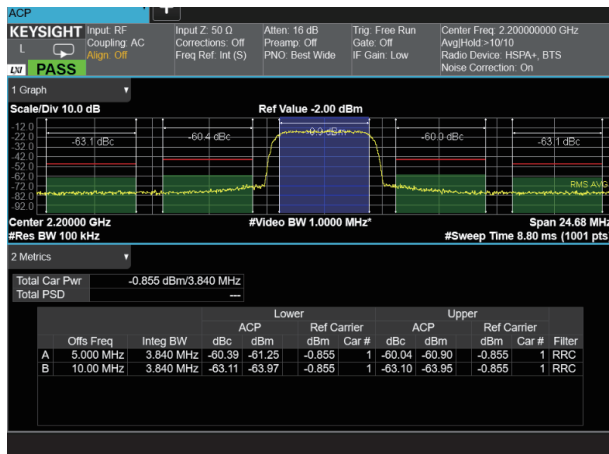 ACP
KEYSIGHT Input: RF Input Z: 50 Ω Atten: 16 dB Trig: Free Run Center Freq: 2.200000000 GHz
L Coupling: AC Corrections: Off Preamp: Off Gate: Off Avg|Hold:>10/10
Align: Off Freq Ref: Int (S) PNO: Best Wide IF Gain: Low Radio Device: HSPA+, BTS
LXI PASS Noise Correction: On
1 Graph
Scale/Div 10.0 dB Ref Value -2.00 dBm
-12.0
-22.0 -63.1 dBc -60.4 dBc -0.9 dBm -60.0 dBc -63.1 dBc
-32.0
-42.0
-52.0
-62.0
-72.0 RMS AVG
-82.0
-92.0
Center 2.20000 GHz #Video BW 1.0000 MHz* Span 24.68 MHz
#Res BW 100 kHz #Sweep Time 8.80 ms (1001 pts
2 Metrics
Total Car Pwr -0.855 dBm/3.840 MHz
Total PSD ---
Lower Upper
ACP Ref Carrier ACP Ref Carrier
Offs Freq Integ BW dBc dBm dBm Car # dBc dBm dBm Car # Filter
A 5.000 MHz 3.840 MHz -60.39 -61.25 -0.855 1 -60.04 -60.90 -0.855 1 RRC
B 10.00 MHz 3.840 MHz -63.11 -63.97 -0.855 1 -63.10 -63.95 -0.855 1 RRC